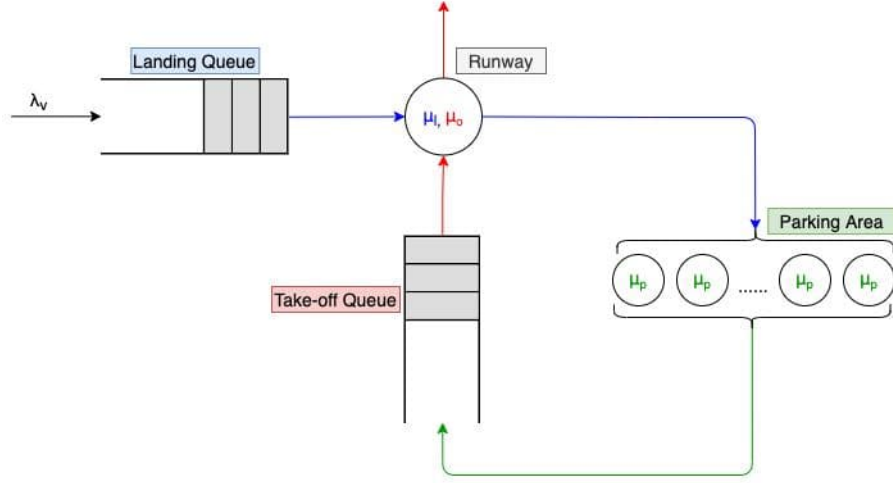 Landing Queue
Runway
λᵥ
μₗ, μₒ
Parking Area
μₚ μₚ ...... μₚ μₚ
Take-off Queue